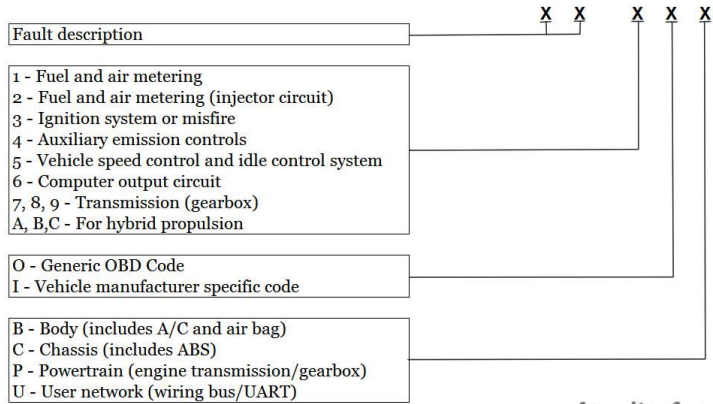 X X X X X
Fault description
1 - Fuel and air metering
2 - Fuel and air metering (injector circuit)
3 - Ignition system or misfire
4 - Auxiliary emission controls
5 - Vehicle speed control and idle control system
6 - Computer output circuit
7, 8, 9 - Transmission (gearbox)
A, B,C - For hybrid propulsion
O - Generic OBD Code
I - Vehicle manufacturer specific code
B - Body (includes A/C and air bag)
C - Chassis (includes ABS)
P - Powertrain (engine transmission/gearbox)
U - User network (wiring bus/UART)